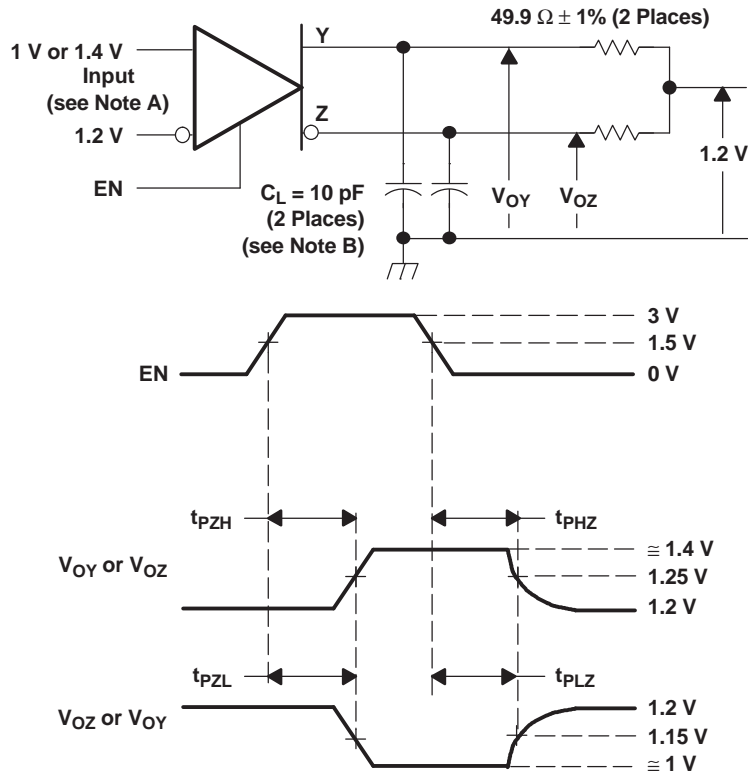 49.9 Ω ± 1% (2 Places)
1 V or 1.4 V
Input
(see Note A)
1.2 V
EN
Y
Z
C_L = 10 pF
(2 Places)
(see Note B)
V_OY
V_OZ
1.2 V
3 V
1.5 V
0 V
EN
t_PZH
t_PHZ
V_OY or V_OZ
≅ 1.4 V
1.25 V
1.2 V
t_PZL
t_PLZ
V_OZ or V_OY
1.2 V
1.15 V
≅ 1 V